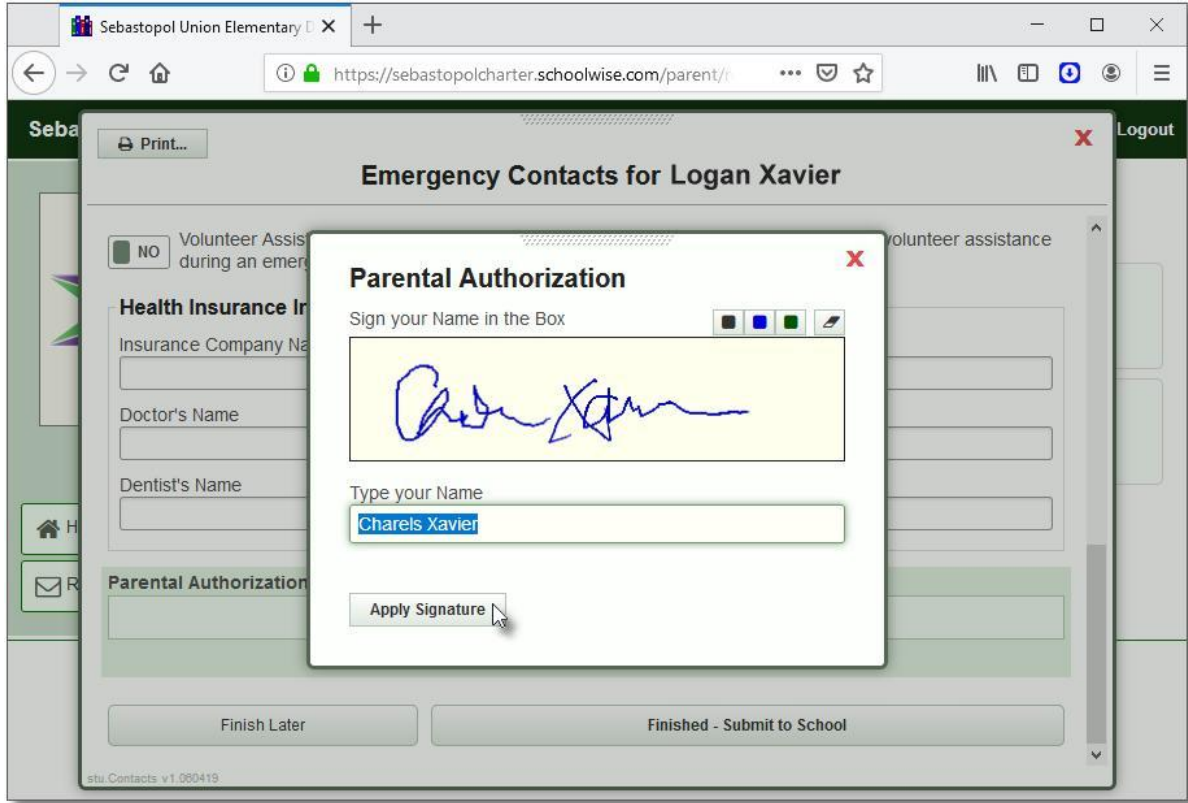 Sebastopol Union Elementary D
https://sebastopolcharter.schoolwise.com/parent/
Seba
Logout
Print...
X
Emergency Contacts for Logan Xavier
NO
Volunteer Assis
volunteer assistance
during an emer
Parental Authorization
X
Health Insurance I
Sign your Name in the Box
Insurance Company Na
Doctor's Name
Dentist's Name
Type your Name
Charels Xavier
H
R
Parental Authorization
Apply Signature
Finish Later
Finished - Submit to School
stu.Contacts v1.060419